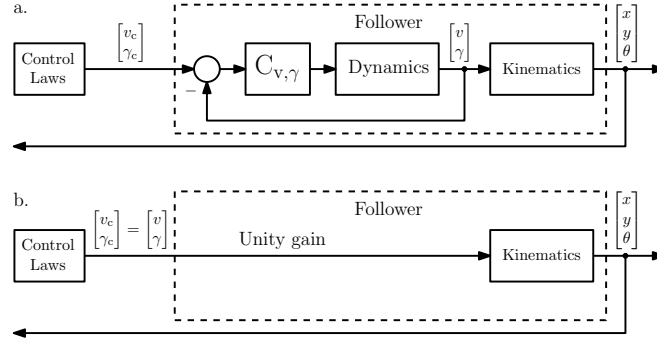 a.
Follower
[v_c γ_c]
[v γ]
[x y θ]
Control
Laws
−
C_v,γ
Dynamics
Kinematics
b.
Follower
[v_c γ_c] = [v γ]
[x y θ]
Unity gain
Control
Laws
Kinematics